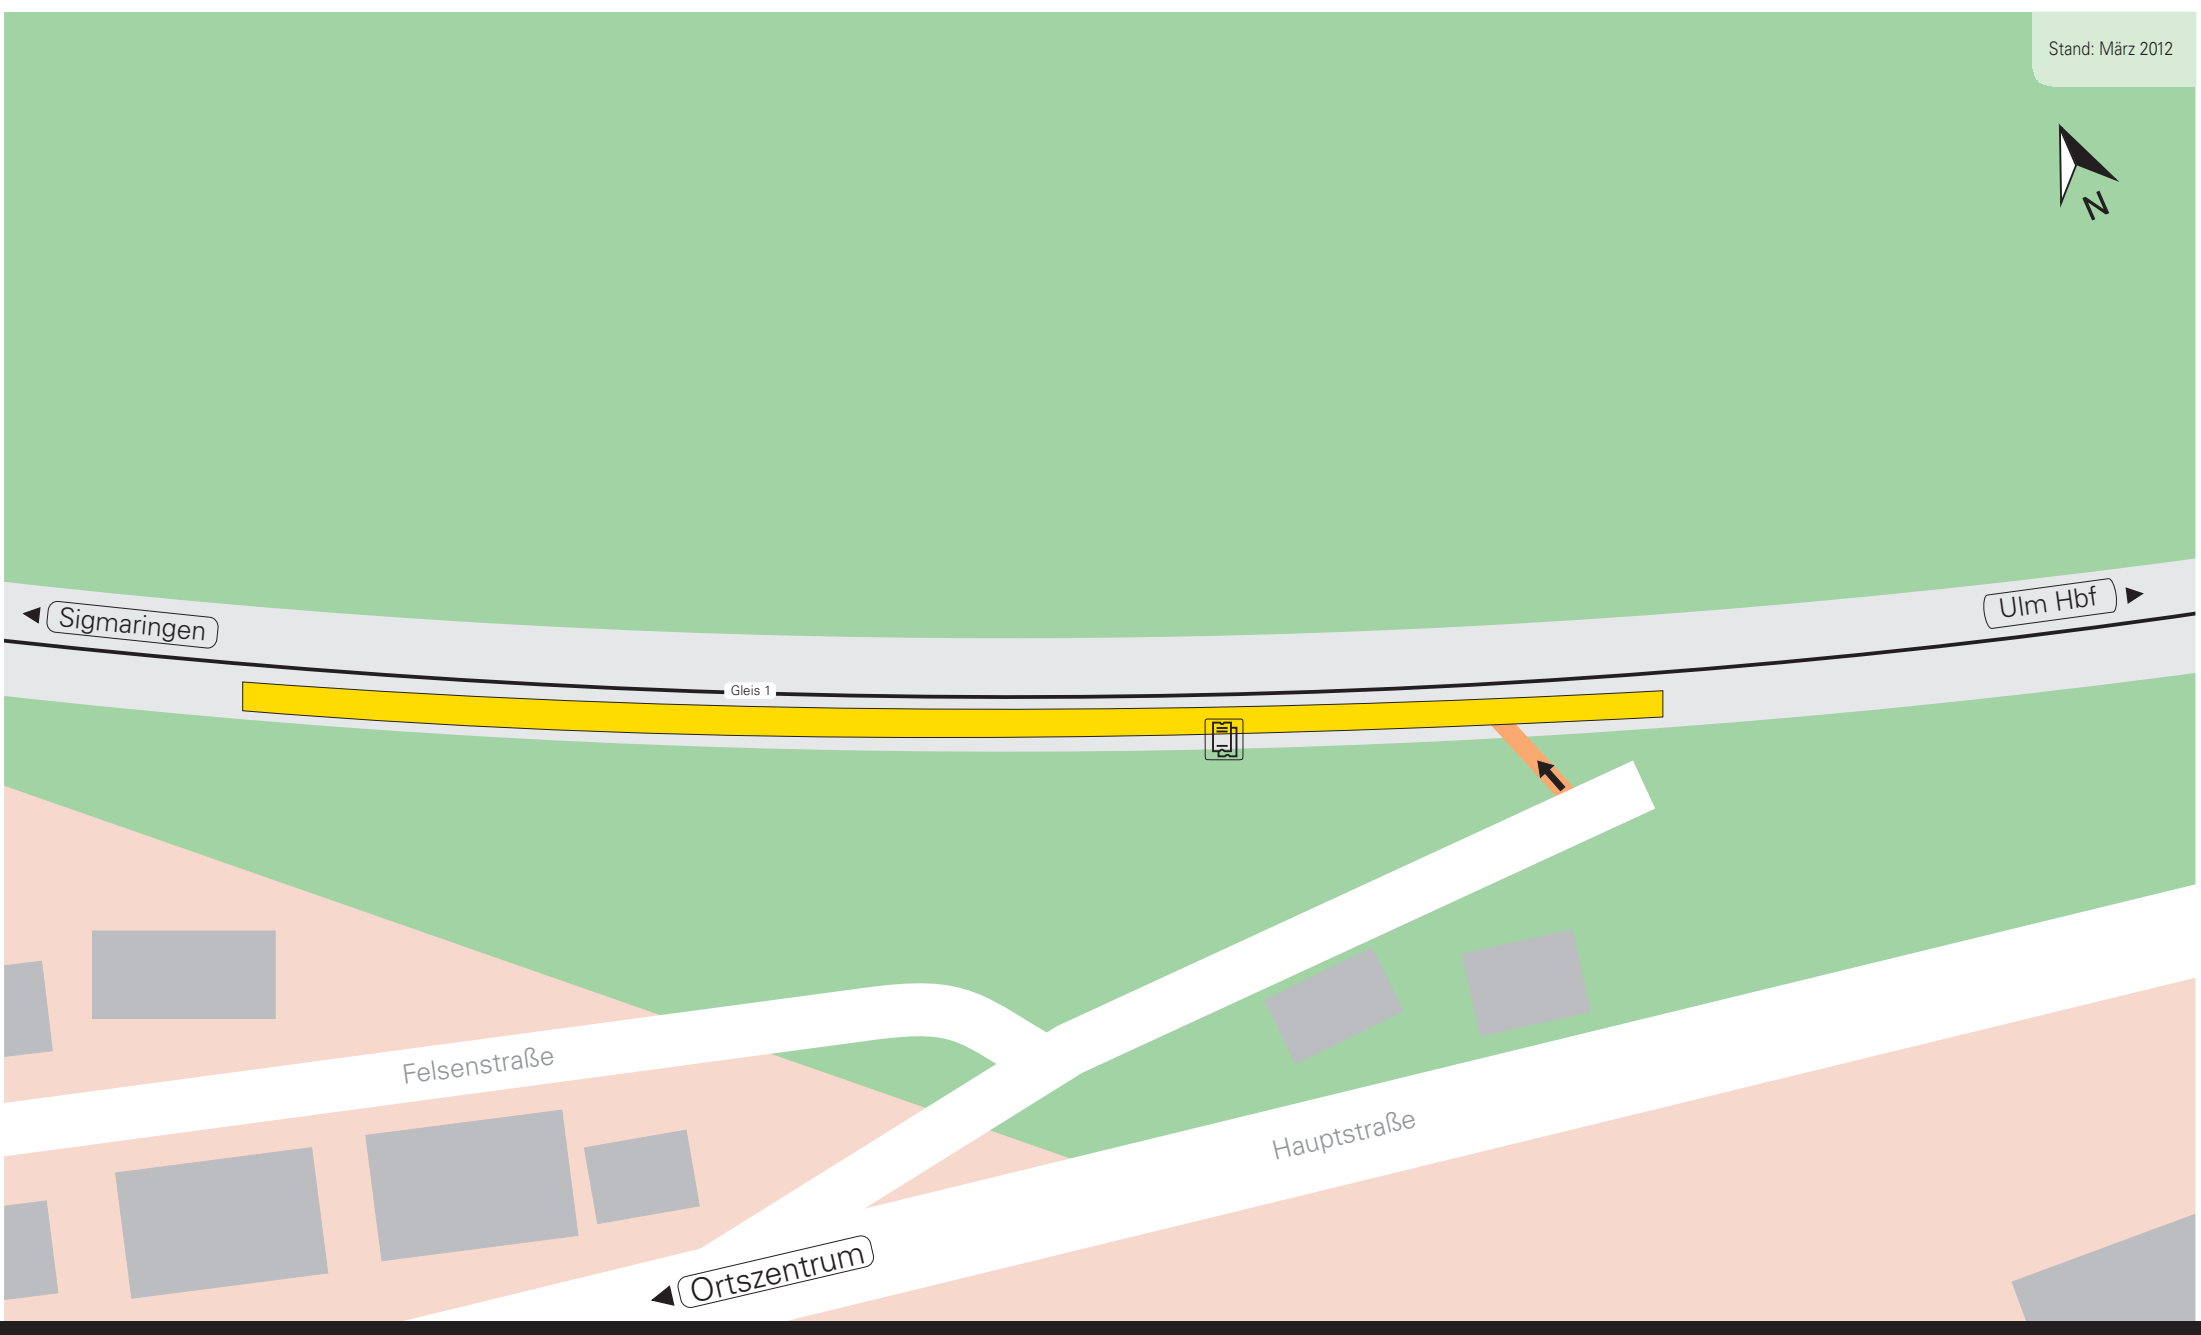 Stand: März 2012
N
Sigmaringen
Ulm Hbf
Gleis 1
Felsenstraße
Hauptstraße
Ortszentrum